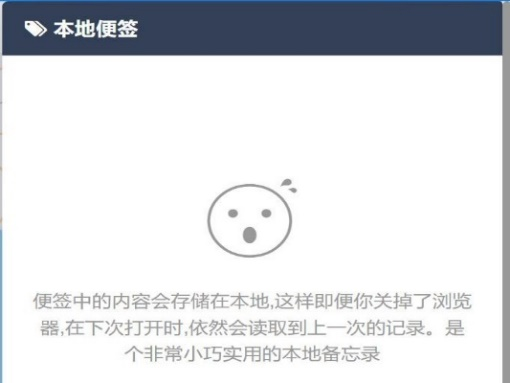 本地便签
便签中的内容会存储在本地,这样即便你关掉了浏览
器,在下次打开时,依然会读取到上一次的记录。是
个非常小巧实用的本地备忘录